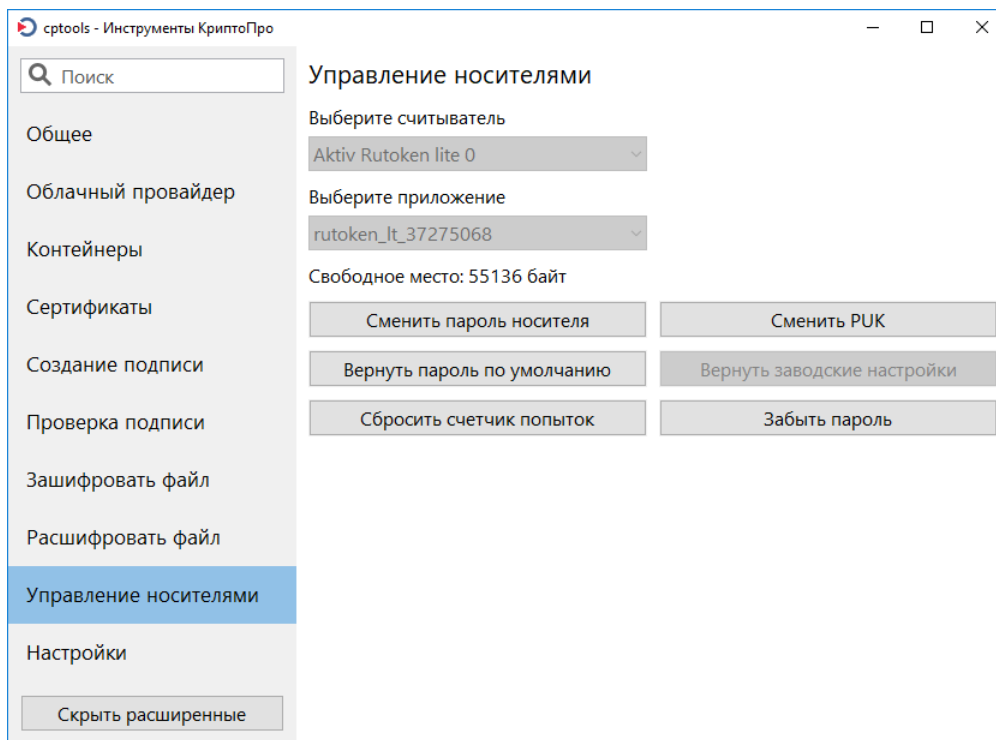 cptools - Инструменты КриптоПро
Поиск
Общее
Облачный провайдер
Контейнеры
Сертификаты
Создание подписи
Проверка подписи
Зашифровать файл
Расшифровать файл
Управление носителями
Настройки
Скрыть расширенные
Управление носителями
Выберите считыватель
Aktiv Rutoken lite 0
Выберите приложение
rutoken_lt_37275068
Свободное место: 55136 байт
Сменить пароль носителя
Сменить PUK
Вернуть пароль по умолчанию
Вернуть заводские настройки
Сбросить счетчик попыток
Забыть пароль